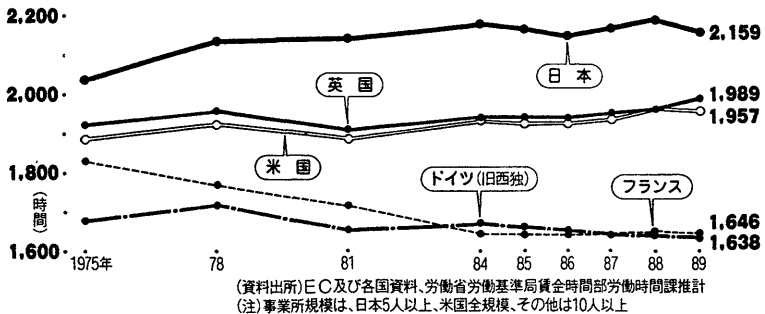 2,200
2,159
日本
英国
2,000
1,989
1,957
米国
1,800
ドイツ(旧西独)
フランス
(時間)
1,646
1,638
1,600
1975年 78 81 84 85 86 87 88 89
(資料出所)EC及び各国資料、労働省労働基準局賃金時間部労働時間課推計
(注)事業所規模は、日本5人以上、米国全規模、その他は10人以上